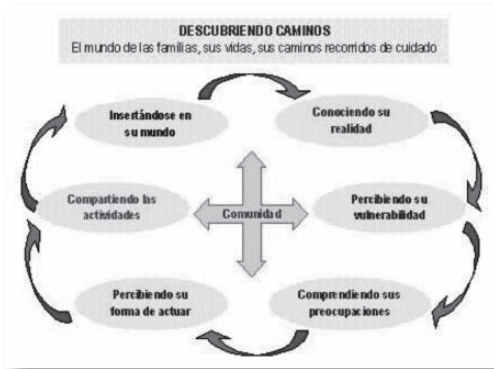 DESCUBRIENDO CAMINOS
El mundo de las familias, sus vidas, sus caminos recorridos de cuidado
Insertándose en
su mundo
Conociendo su
realidad
Compartiendo las
actividades
Comunidad
Percibiendo su
vulnerabilidad
Percibiendo su
forma de actuar
Comprendiendo sus
preocupaciones